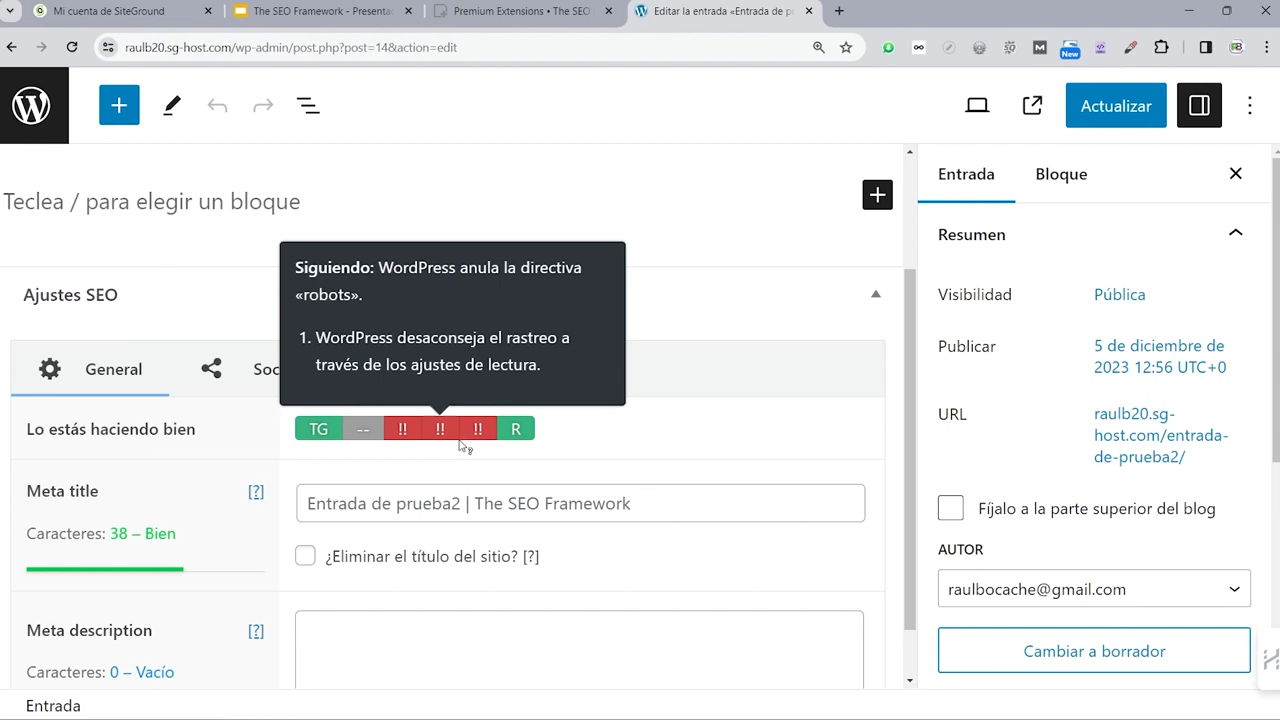 Mi cuenta de SiteGround
The SEO Framework - Presenta
Premium Extensions • The SEO
Editar la entrada «Entrada de p
raulb20.sg-host.com/wp-admin/post.php?post=14&action=edit
New
Actualizar
Teclea / para elegir un bloque
Entrada
Bloque
Resumen
Siguiendo: WordPress anula la directiva
«robots».
1. WordPress desaconseja el rastreo a
través de los ajustes de lectura.
Ajustes SEO
Visibilidad
Pública
Publicar
5 de diciembre de
2023 12:56 UTC+0
General
Soc
URL
raulb20.sg-
host.com/entrada-
de-prueba2/
Lo estás haciendo bien
TG -- !! !! !! R
Meta title
[?]
Entrada de prueba2 | The SEO Framework
Caracteres: 38 – Bien
¿Eliminar el título del sitio? [?]
Fíjalo a la parte superior del blog
AUTOR
raulbocache@gmail.com
Meta description
[?]
Caracteres: 0 – Vacío
Cambiar a borrador
Entrada